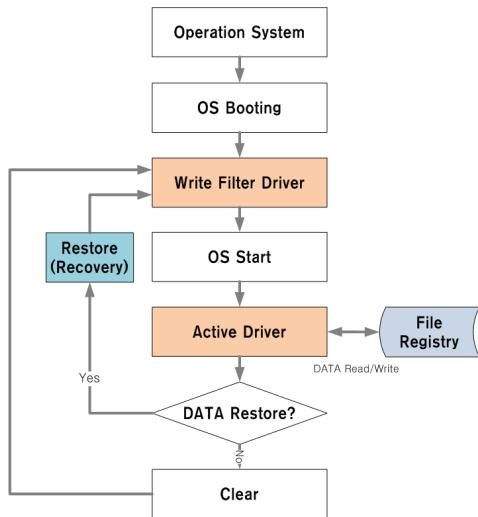 Operation System
OS Booting
Write Filter Driver
Restore
(Recovery)
OS Start
Active Driver
File
Registry
DATA Read/Write
Yes
DATA Restore?
No
Clear